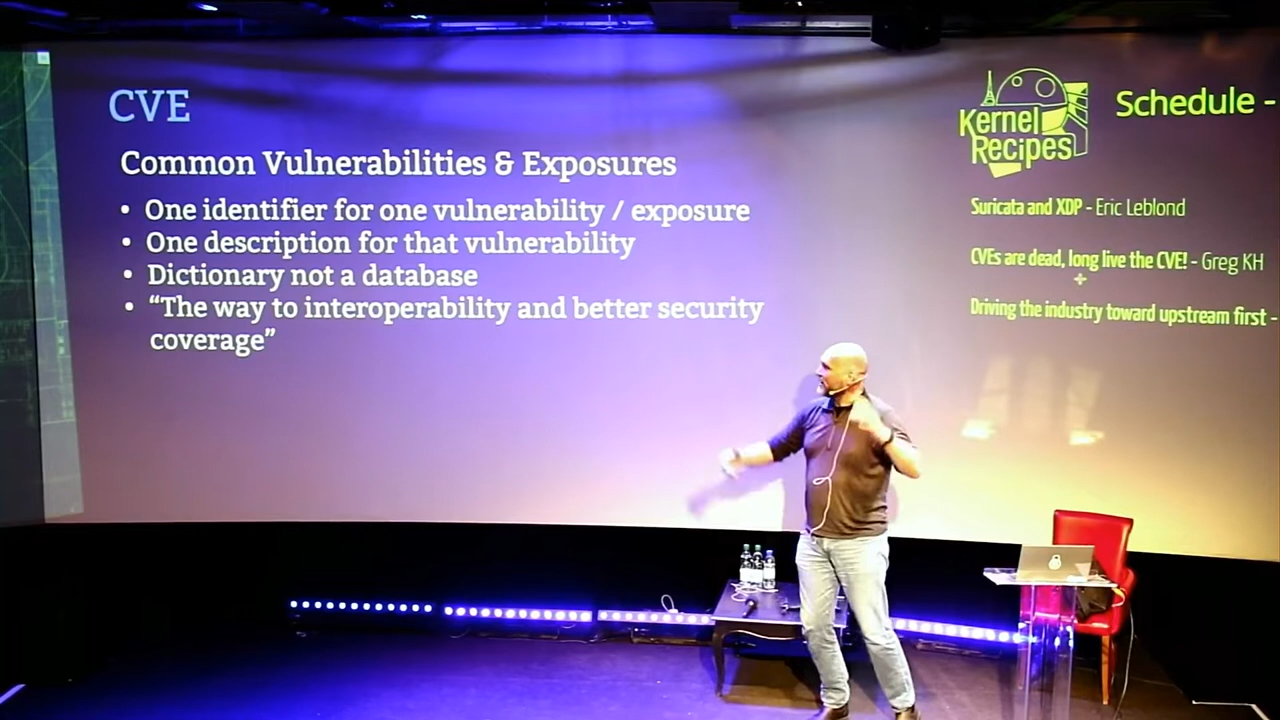 CVE
Common Vulnerabilities & Exposures
• One identifier for one vulnerability / exposure
• One description for that vulnerability
• Dictionary not a database
• “The way to interoperability and better security
coverage”
Kernel
Recipes
Schedule -
Suricata and XDP - Eric Leblond
CVEs are dead, long live the CVE! - Greg KH
+
Driving the industry toward upstream first -